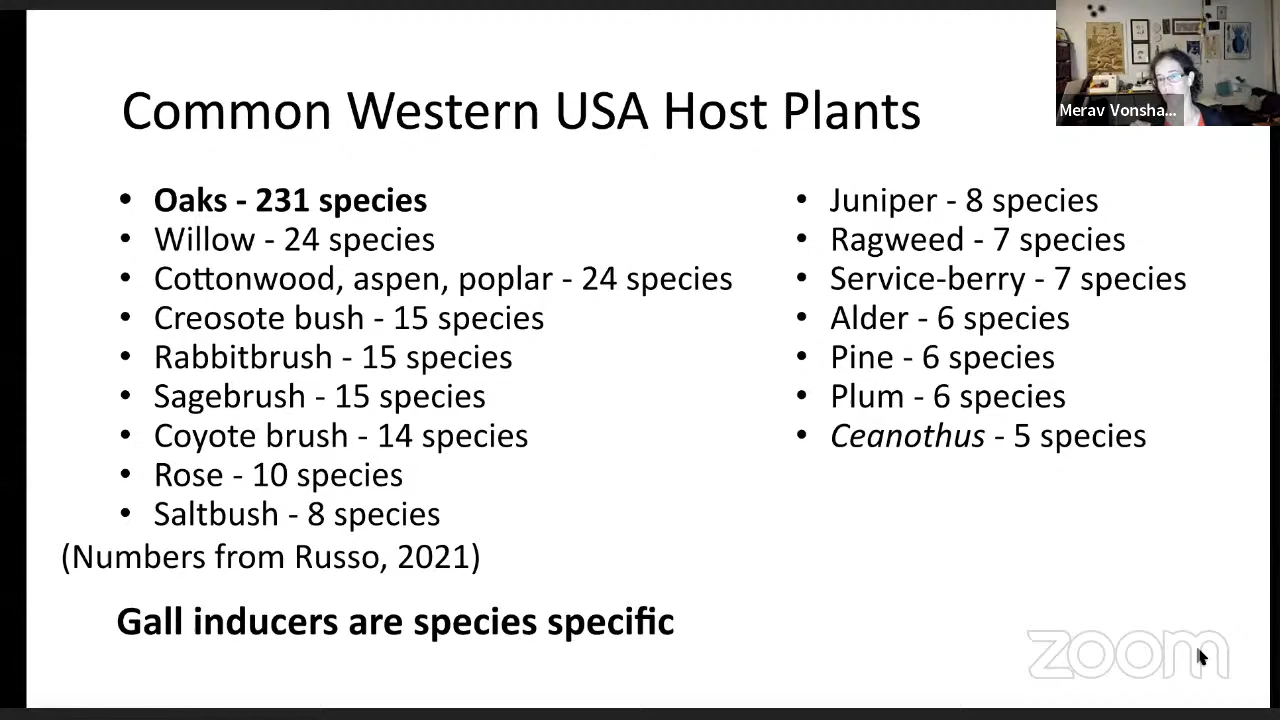 Common Western USA Host Plants
• Oaks - 231 species
• Willow - 24 species
• Cottonwood, aspen, poplar - 24 species
• Creosote bush - 15 species
• Rabbitbrush - 15 species
• Sagebrush - 15 species
• Coyote brush - 14 species
• Rose - 10 species
• Saltbush - 8 species
(Numbers from Russo, 2021)
• Juniper - 8 species
• Ragweed - 7 species
• Service-berry - 7 species
• Alder - 6 species
• Pine - 6 species
• Plum - 6 species
• Ceanothus - 5 species
Gall inducers are species specific
Merav Vonsha...
zoom